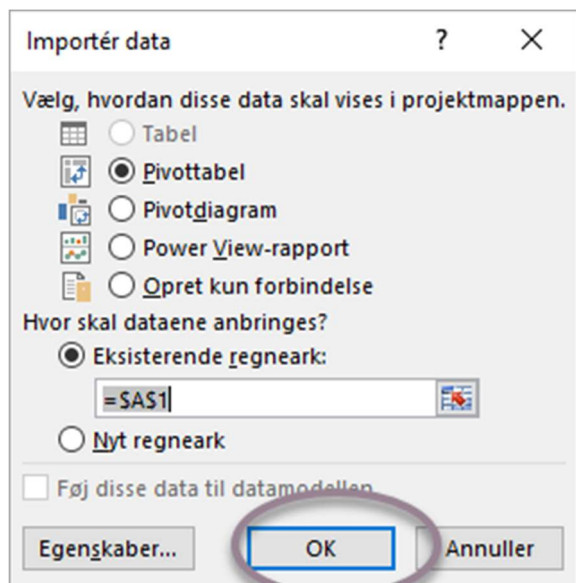 Importér data ?
Vælg, hvordan disse data skal vises i projektmappen.
Tabel
Pivottabel
Pivotdiagram
Power View-rapport
Opret kun forbindelse
Hvor skal dataene anbringes?
Eksisterende regneark:
=$A$1
Nyt regneark
Føj disse data til datamodellen
Egenskaber... OK Annuller